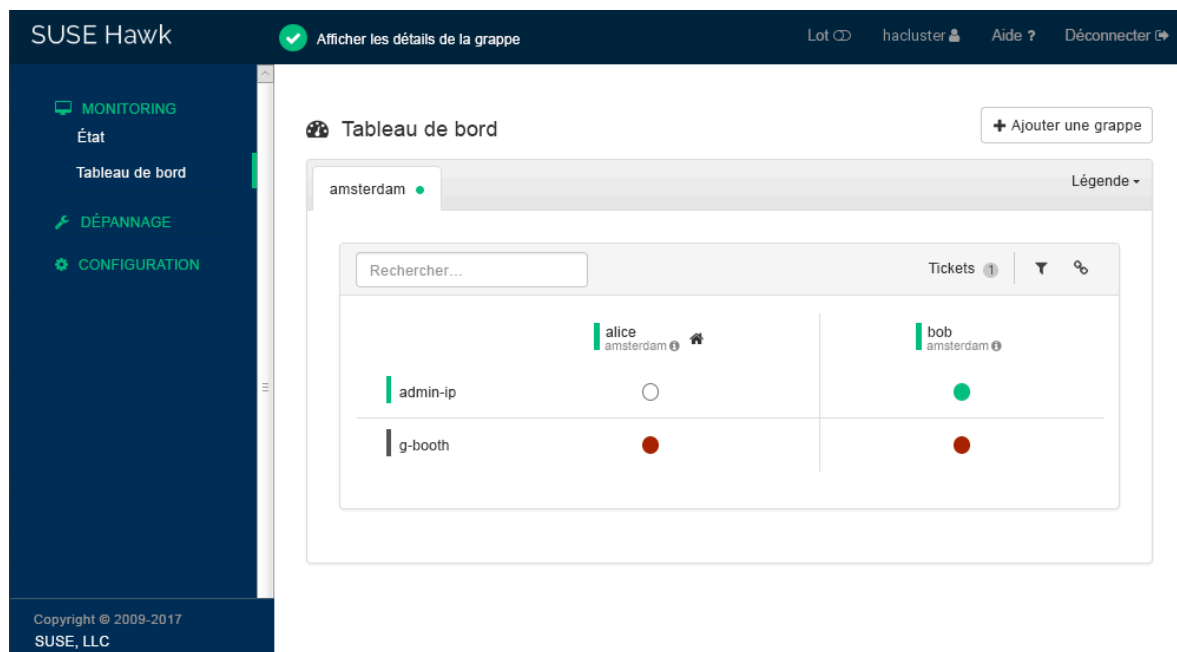 SUSE Hawk
Afficher les détails de la grappe
Lot
hacluster
Aide ?
Déconnecter
MONITORING
État
Tableau de bord
DÉPANNAGE
CONFIGURATION
Tableau de bord
Ajouter une grappe
amsterdam
Légende
Rechercher...
Tickets 1
alice
amsterdam
bob
amsterdam
admin-ip
g-booth
Copyright © 2009-2017
SUSE, LLC